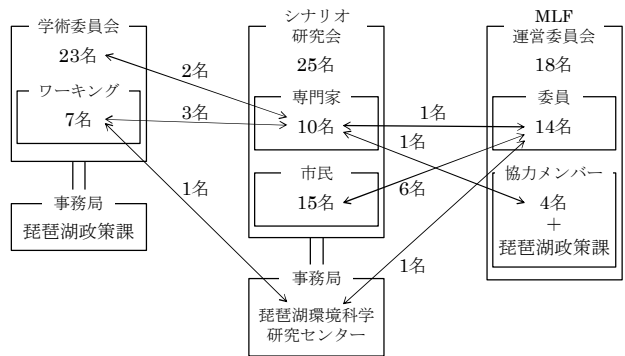 学術委員会
23名
ワーキング
7名
事務局
琵琶湖政策課
2名
3名
1名
シナリオ
研究会
25名
専門家
10名
市民
15名
事務局
琵琶湖環境科学
研究センター
1名
1名
6名
1名
MLF
運営委員会
18名
委員
14名
協力メンバー
4名
+
琵琶湖政策課